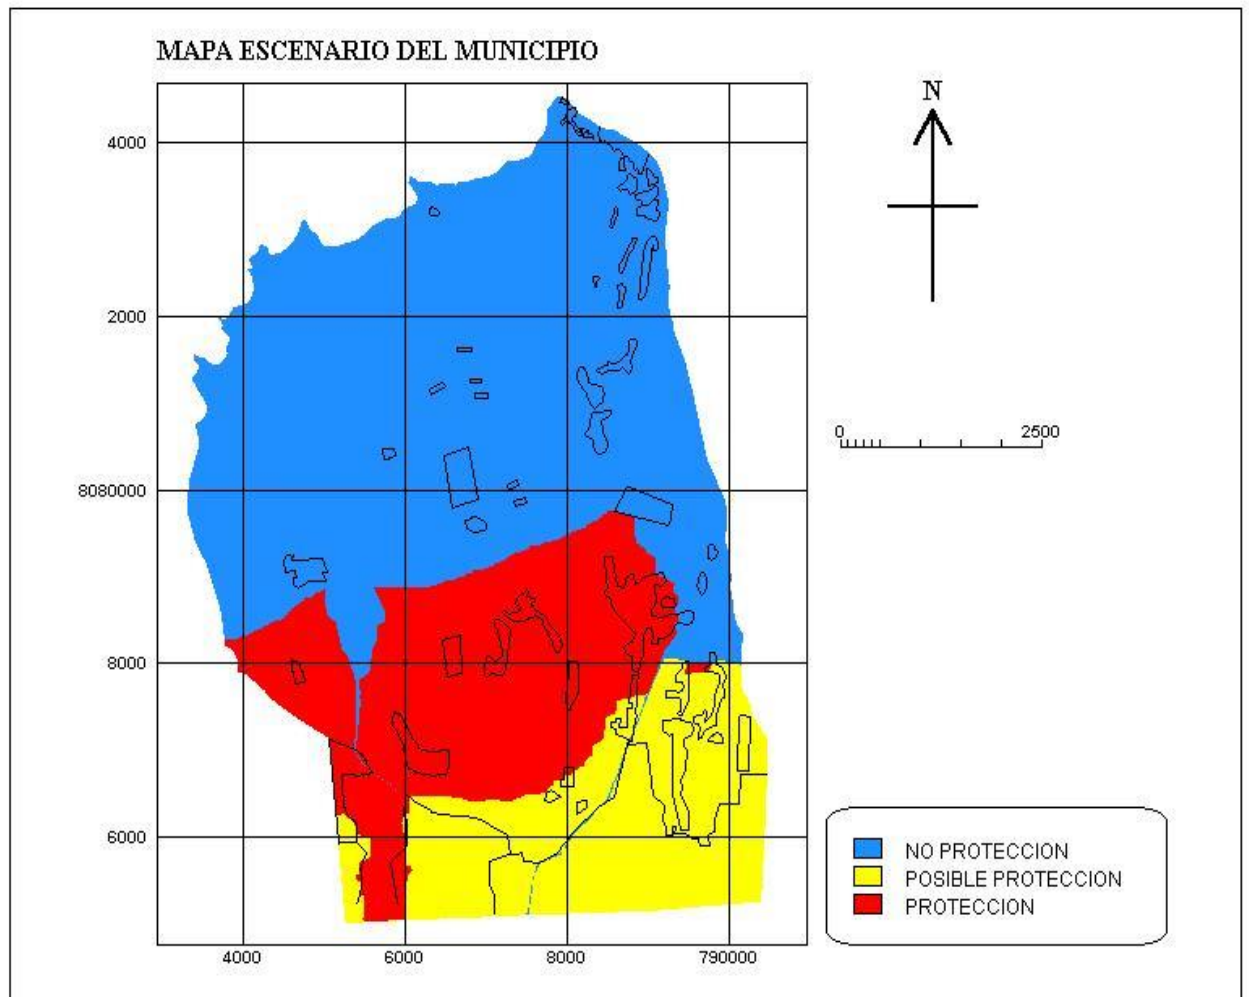 MAPA ESCENARIO DEL MUNICIPIO
N
4000
2000
0 2500
8080000
8000
6000
NO PROTECCION
POSIBLE PROTECCION
PROTECCION
4000 6000 8000 790000